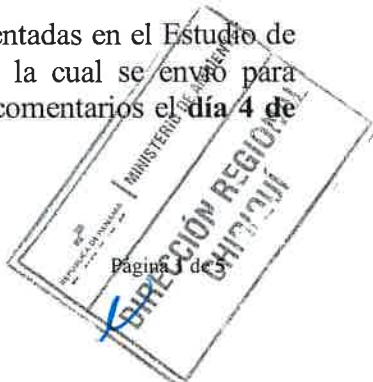 entadas en el Estudio de
la cual se envió para
comentarios el día 4 de
REPÚBLICA DE PANAMÁ
MINISTERIO DE AMBIENTE
DIRECCIÓN REGIONAL
CHIRIQUÍ
Página 1 de 5